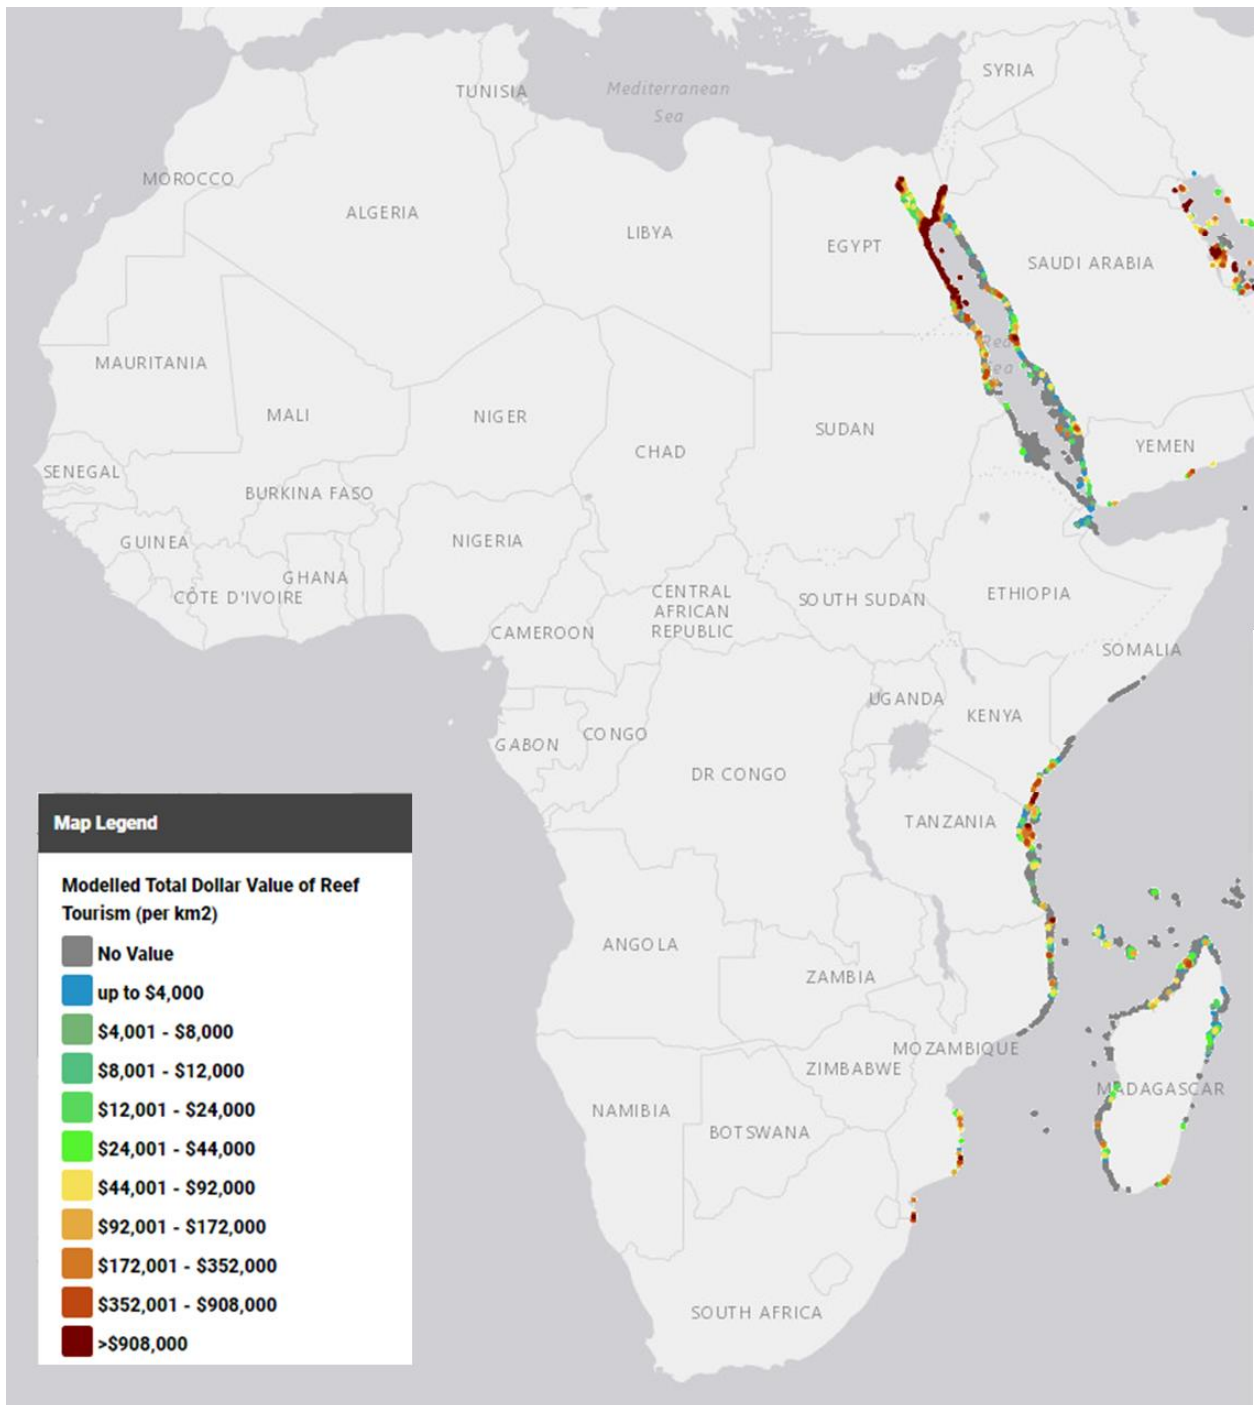 SYRIA
Mediterranean
Sea
TUNISIA
MOROCCO
ALGERIA
LIBYA
EGYPT
SAUDI ARABIA
Red
Sea
MAURITANIA
MALI
NIGER
CHAD
SUDAN
YEMEN
SENEGAL
BURKINA FASO
NIGERIA
GUINEA
GHANA
CÔTE D'IVOIRE
CENTRAL
AFRICAN
REPUBLIC
SOUTH SUDAN
ETHIOPIA
CAMEROON
SOMALIA
UGANDA
KENYA
GABON
CONGO
DR CONGO
TANZANIA
ANGOLA
ZAMBIA
MOZAMBIQUE
ZIMBABWE
MADAGASCAR
NAMIBIA
BOTSWANA
SOUTH AFRICA
Map Legend
Modelled Total Dollar Value of Reef
Tourism (per km2)
No Value
up to $4,000
$4,001 - $8,000
$8,001 - $12,000
$12,001 - $24,000
$24,001 - $44,000
$44,001 - $92,000
$92,001 - $172,000
$172,001 - $352,000
$352,001 - $908,000
>$908,000